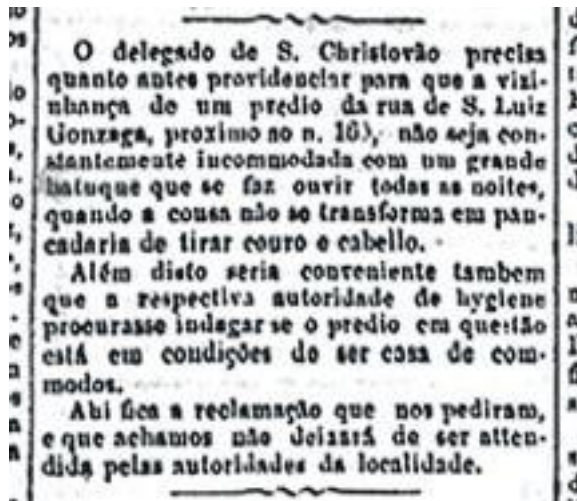 O delegado de S. Christovão precisa
quanto antes providenciar para que a vizi-
nhança de um predio da rua de S. Luiz
Gonzaga, proximo ao n. 163, não seja con-
stantemente incommodada com um grande
batuque que se faz ouvir todas as noites,
quando a cousa não se transforma em pan-
cadaria de tirar couro e cabello.
Além disto seria conveniente tambem
que a respectiva autoridade de hygiene
procurasse indagar se o predio em questão
está em condições de ser casa de com-
modos.
Ahi fica a reclamação que nos pediram,
e que achamos não deixará de ser atten-
dida pelas autoridades da localidade.